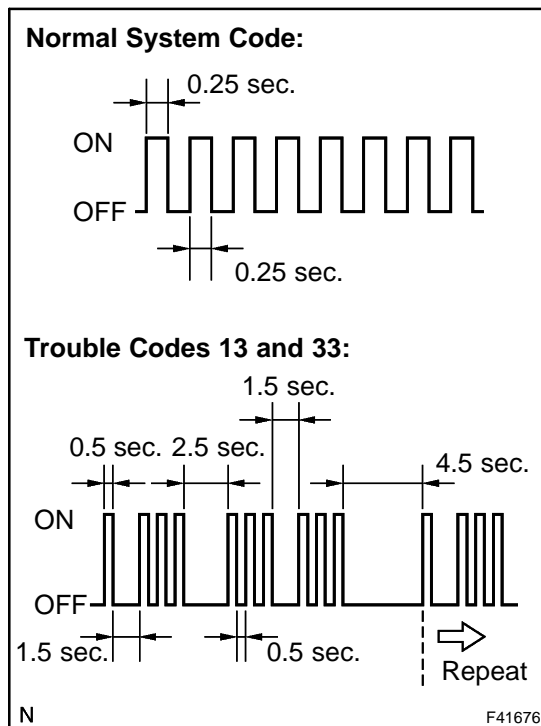 Normal System Code:
0.25 sec.
ON
OFF
0.25 sec.
Trouble Codes 13 and 33:
1.5 sec.
0.5 sec. 2.5 sec.
4.5 sec.
ON
OFF
1.5 sec.
0.5 sec.
Repeat
N
F41676